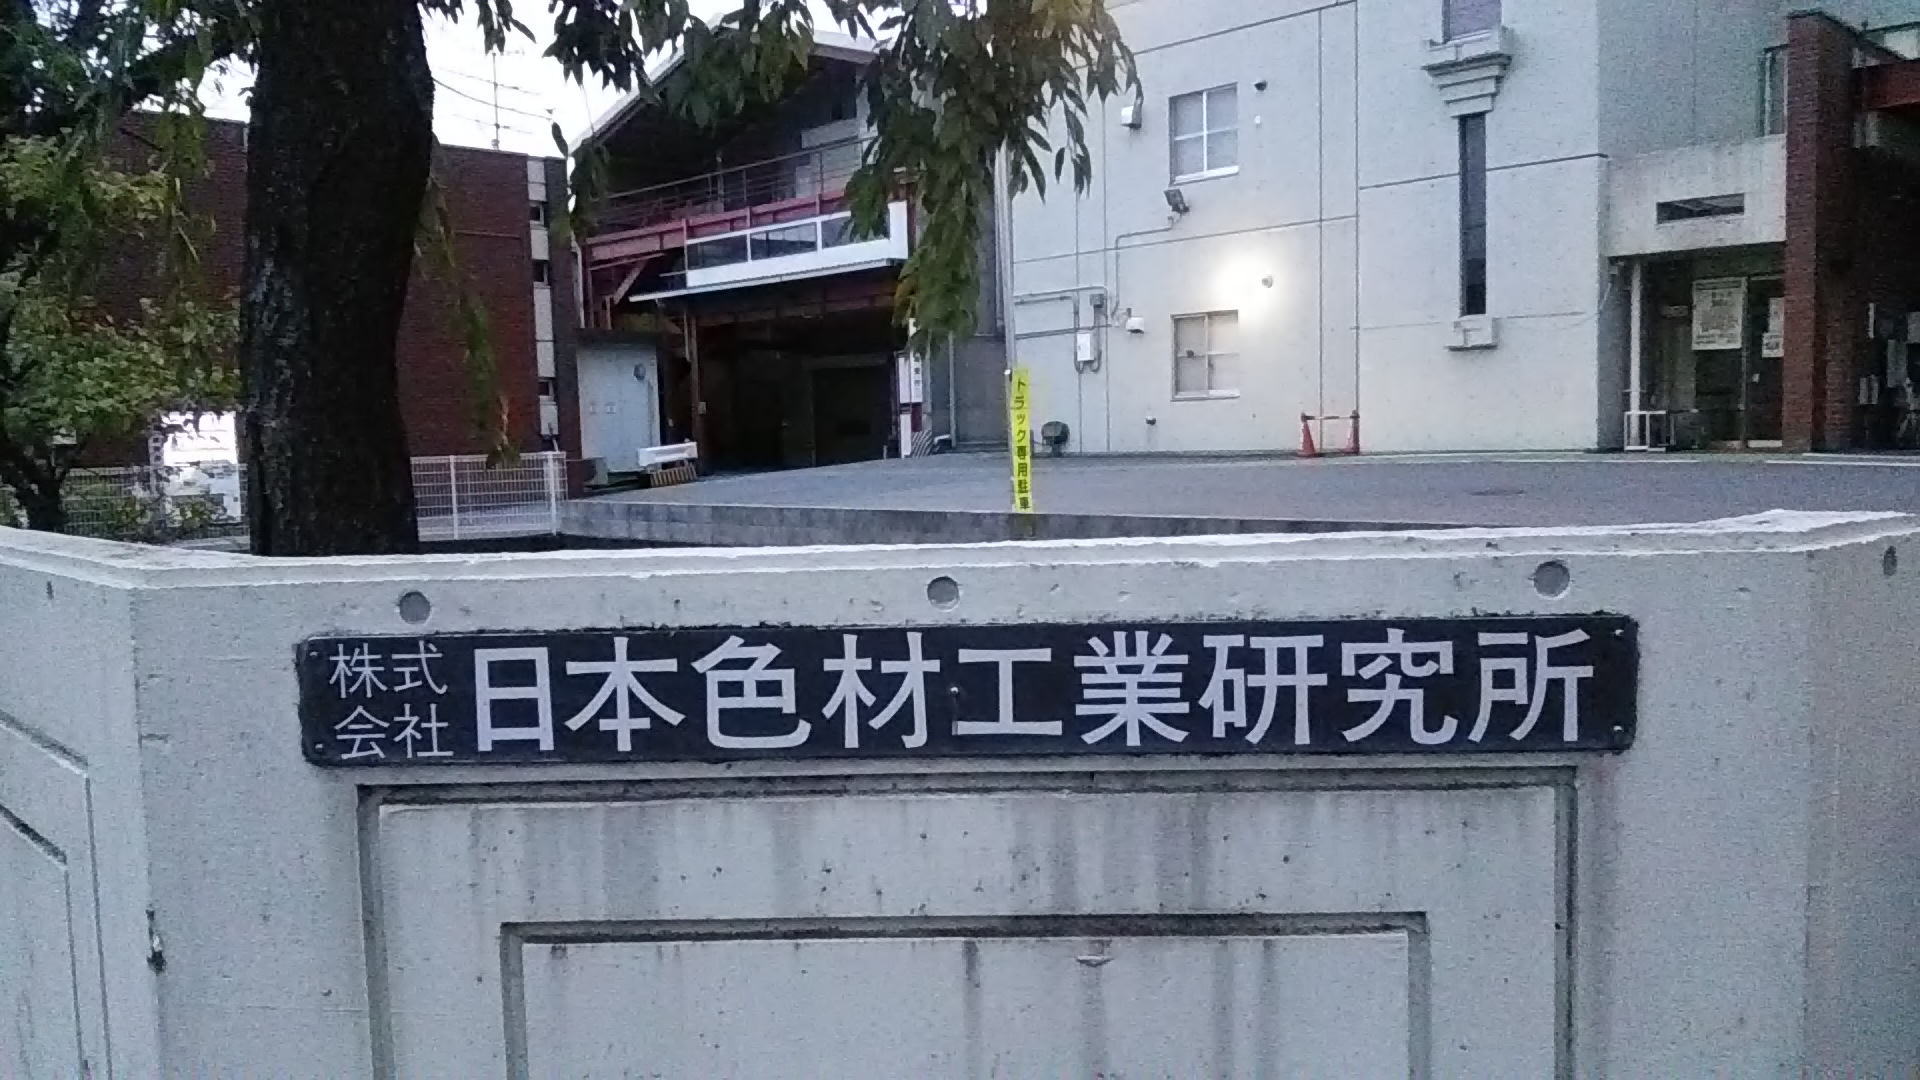 株式会社 日本色材工業研究所
トラック専用駐車